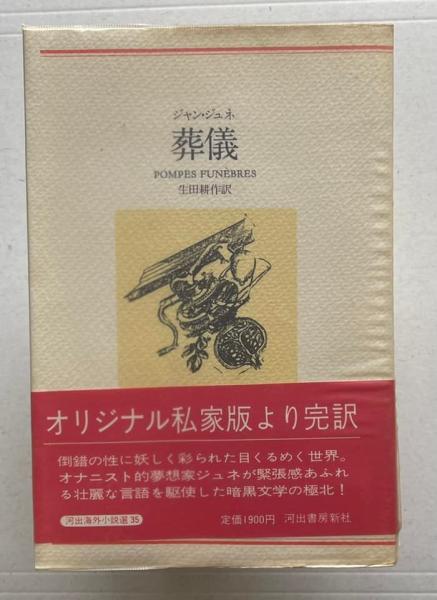 ジャン・ジュネ
葬儀
POMPES FUNÈBRES
生田耕作訳
オリジナル私家版より完訳
倒錯の性に妖しく彩られた目くるめく世界。
オナニスト的夢想家ジュネが緊張感あふれ
る壮麗な言語を駆使した暗黒文学の極北！
河出海外小説選35
定価1900円 河出書房新社